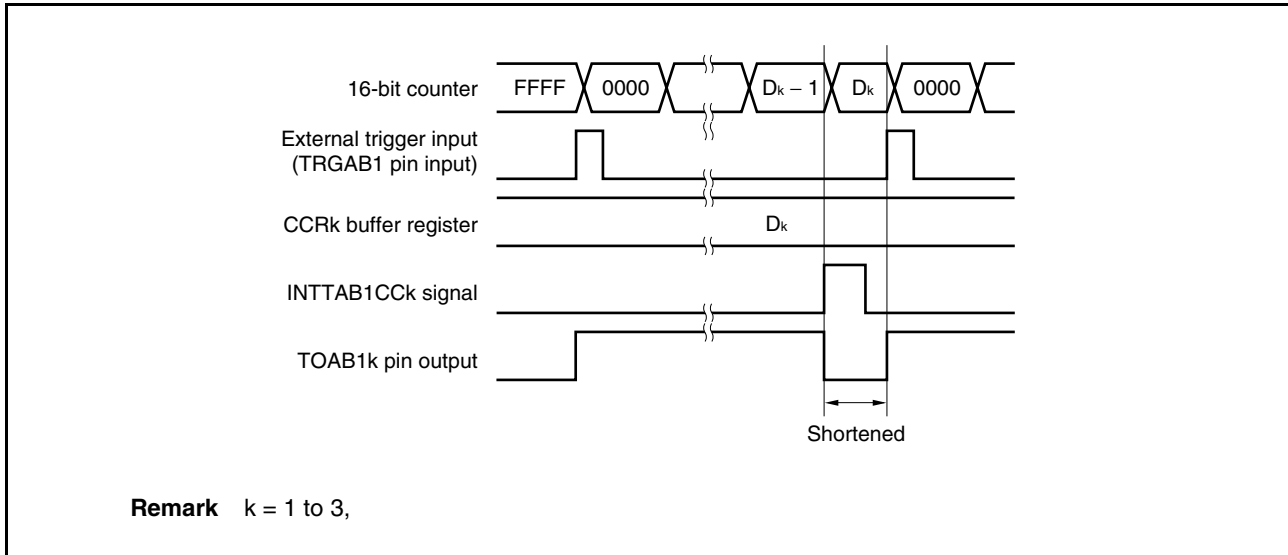 16-bit counter FFFF 0000 Dk – 1 Dk 0000
External trigger input
(TRGAB1 pin input)
CCRk buffer register Dk
INTTAB1CCk signal
TOAB1k pin output
Shortened
Remark k = 1 to 3,